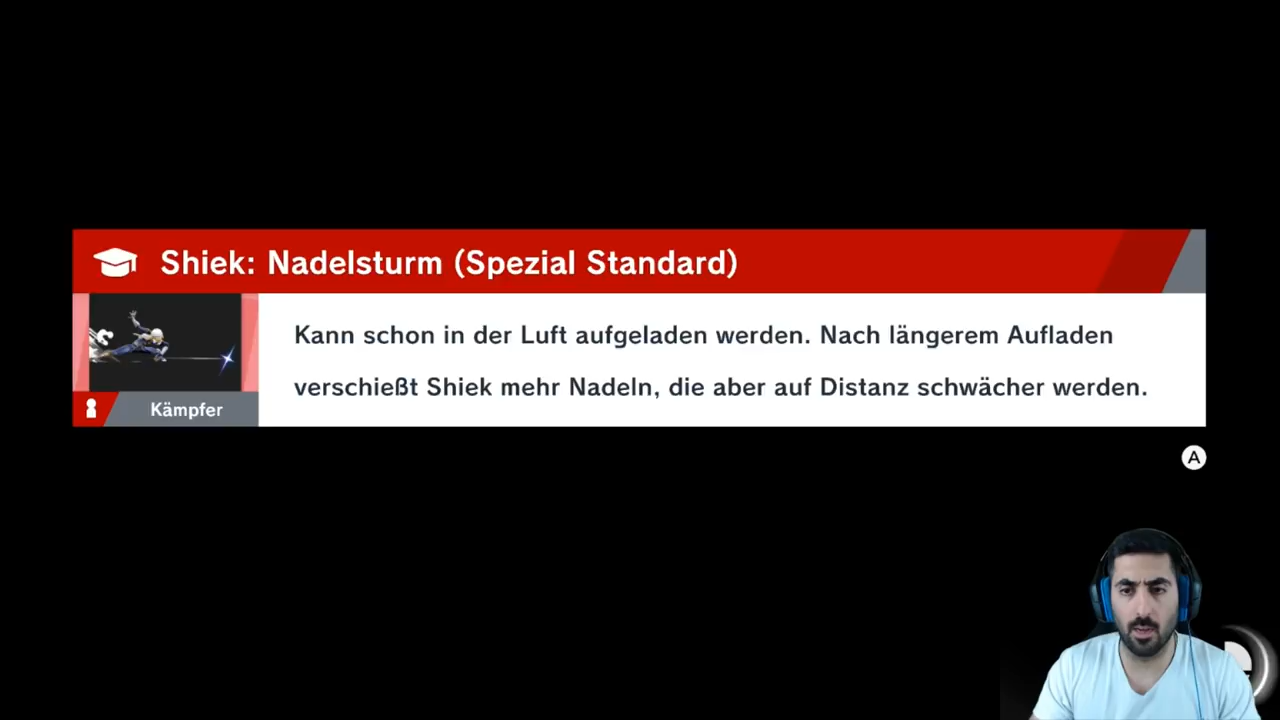 Shiek: Nadelsturm (Spezial Standard)
Kann schon in der Luft aufgeladen werden. Nach längerem Aufladen
verschießt Shiek mehr Nadeln, die aber auf Distanz schwächer werden.
Kämpfer
A